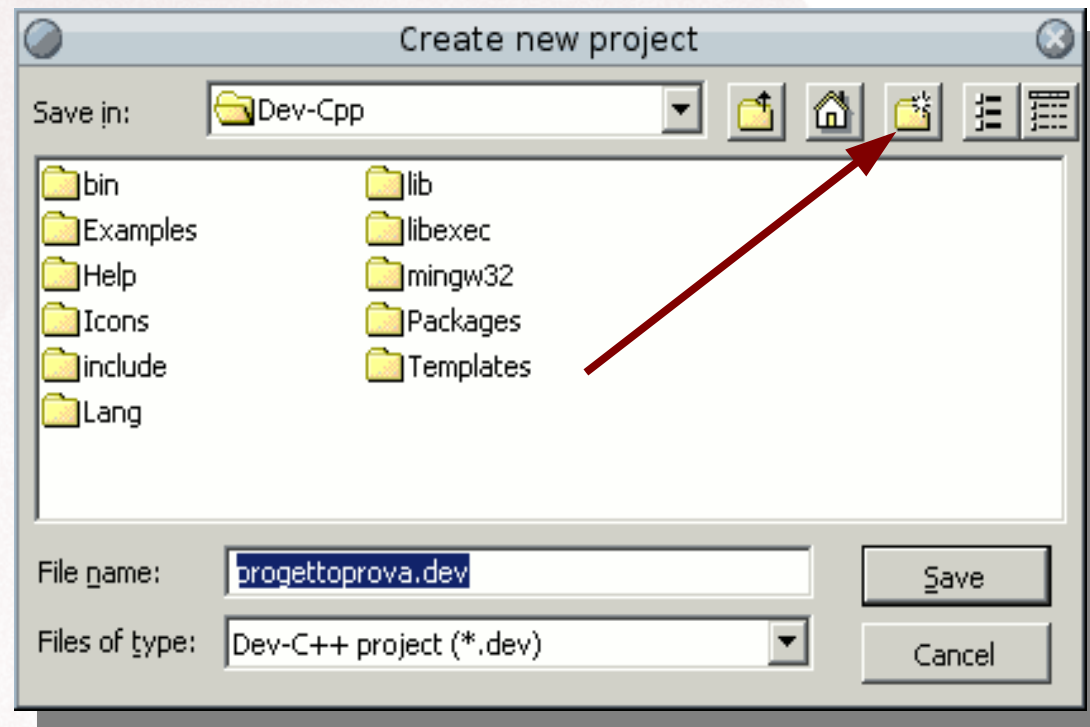 Create new project
Save in:
Dev-Cpp
bin
Examples
Help
Icons
include
Lang
lib
libexec
mingw32
Packages
Templates
File name:
progettoprova.dev
Save
Files of type:
Dev-C++ project (*.dev)
Cancel